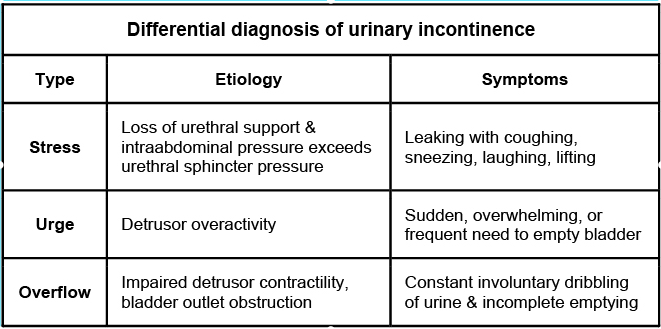 Differential diagnosis of urinary incontinence
Type Etiology Symptoms
Stress
Loss of urethral support &
intraabdominal pressure exceeds
urethral sphincter pressure
Leaking with coughing,
sneezing, laughing, lifting
Urge
Detrusor overactivity
Sudden, overwhelming, or
frequent need to empty bladder
Overflow
Impaired detrusor contractility,
bladder outlet obstruction
Constant involuntary dribbling
of urine & incomplete emptying